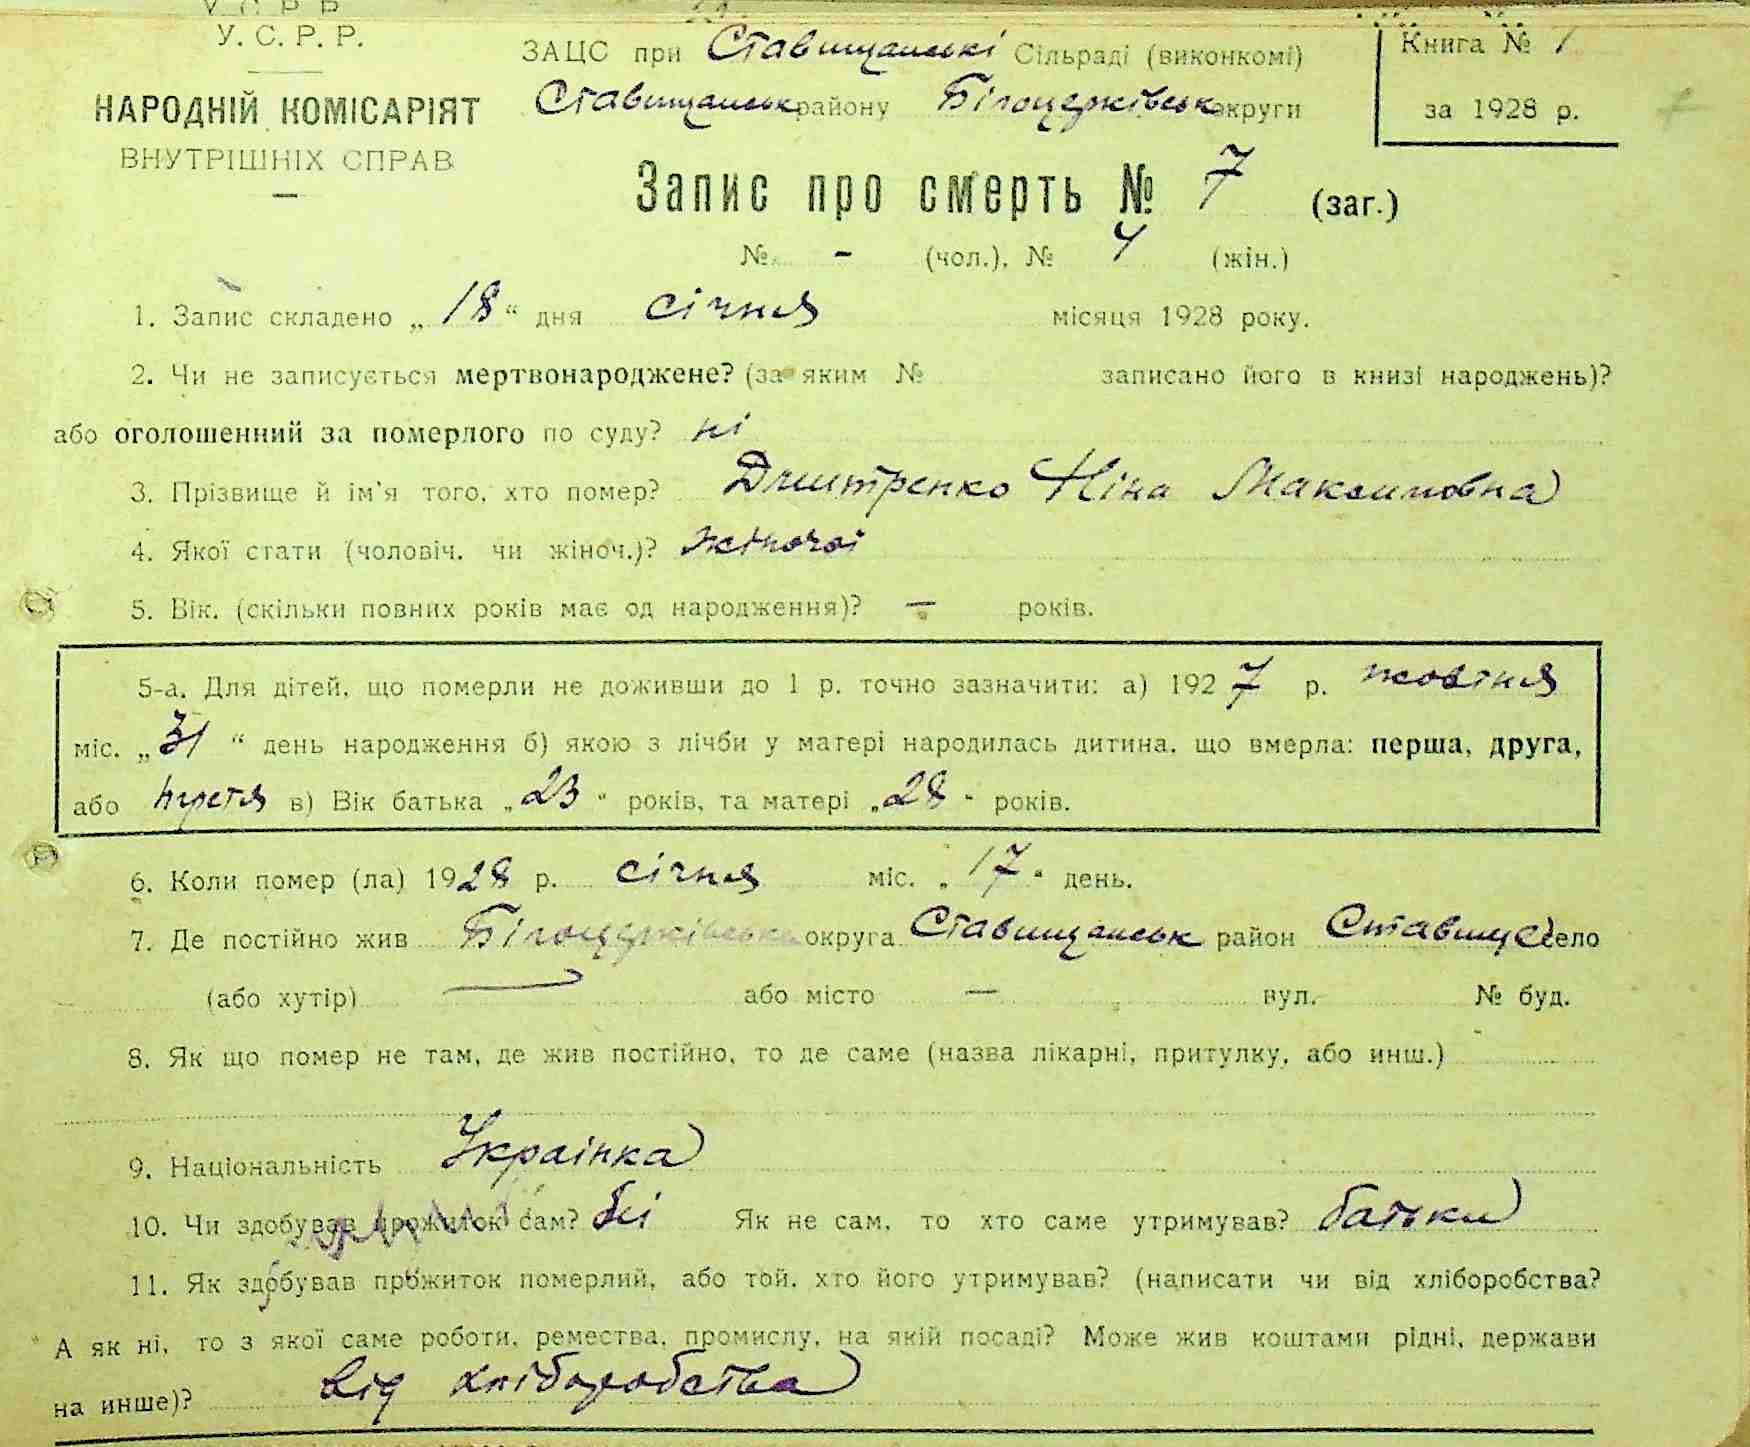 У. С. Р. Р.
НАРОДНІЙ КОМІСАРІЯТ
ВНУТРІШНІХ СПРАВ
ЗАЦС при Ставищанські Сільраді (виконкомі)
Ставищанськ району Білоцерківськ округи
Книга № 1
за 1928 р.
Запис про смерть № 7 (заг.)
№ - (чол.), № 4 (жін.)
1. Запис складено „ 18 “ дня січня місяця 1928 року.
2. Чи не записується мертвонароджене? (за яким № записано його в книзі народжень)?
або оголошенний за померлого по суду? ні
3. Прізвище й ім'я того, хто помер? Дмитренко Ніна Максимовна
4. Якої стати (чоловіч. чи жіноч.)? жіночоі
5. Вік. (скільки повних років має од народження)? — років.
5-а. Для дітей, що померли не доживши до 1 р. точно зазначити: а) 1927 р. жовтня
міс. „ 31 “ день народження б) якою з лічби у матері народилась дитина, що вмерла: перша, друга,
або третя в) Вік батька „ 23 “ років, та матері „ 28 “ років.
6. Коли помер (ла) 1928 р. січня міс. „ 17 “ день.
7. Де постійно жив Білоцерківська округа Ставищанськ район Ставище село
(або хутір) — або місто — вул. № буд.
8. Як що помер не там, де жив постійно, то де саме (назва лікарні, притулку, або инш.)
9. Національність Украінка
10. Чи здобував прожиток сам? Ні Як не сам, то хто саме утримував? батьки
11. Як здобував прожиток померлий, або той, хто його утримував? (написати чи від хліборобства?
А як ні, то з якої саме роботи, ремества, промислу, на якій посаді? Може жив коштами рідні, держави
на инше)? від хліборобства